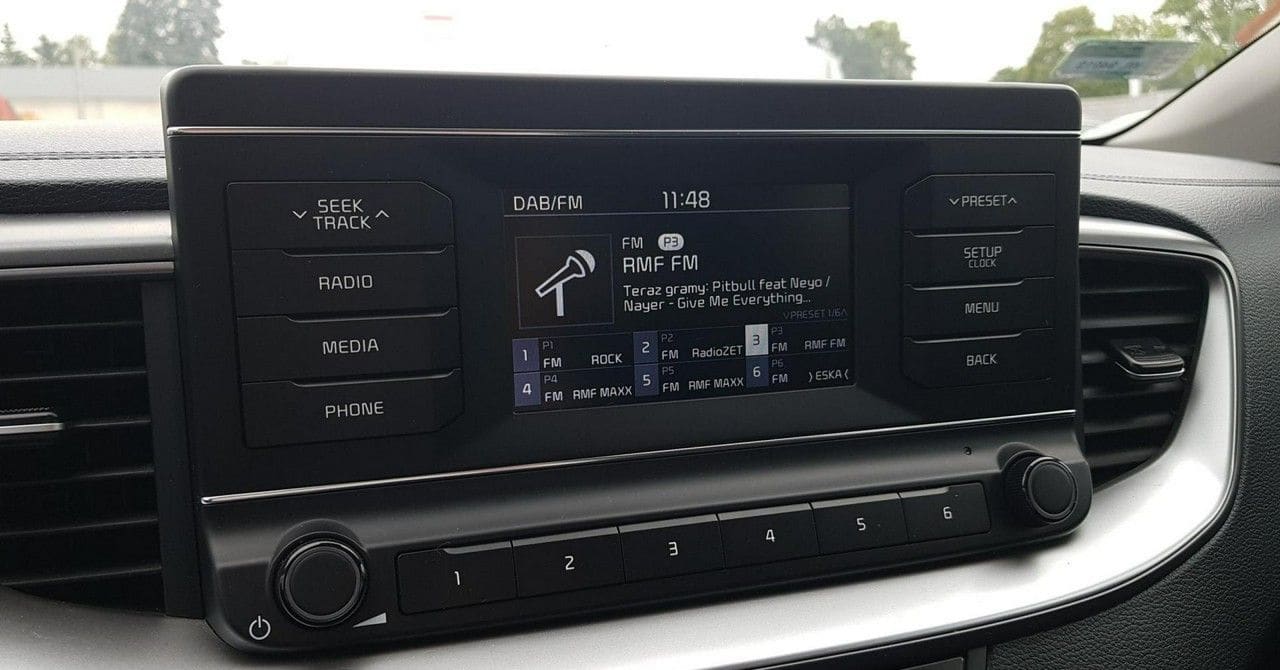 SEEK
TRACK
RADIO
MEDIA
PHONE
DAB/FM 11:48
FM P3
RMF FM
Teraz gramy: Pitbull feat Neyo /
Nayer - Give Me Everything...
PRESET 1/6
1 P1 FM ROCK 2 P2 FM RadioZET 3 P3 FM RMF FM
4 P4 FM RMF MAXX 5 P5 FM RMF MAXX 6 P6 FM )ESKA(
PRESET
SETUP
CLOCK
MENU
BACK
1 2 3 4 5 6